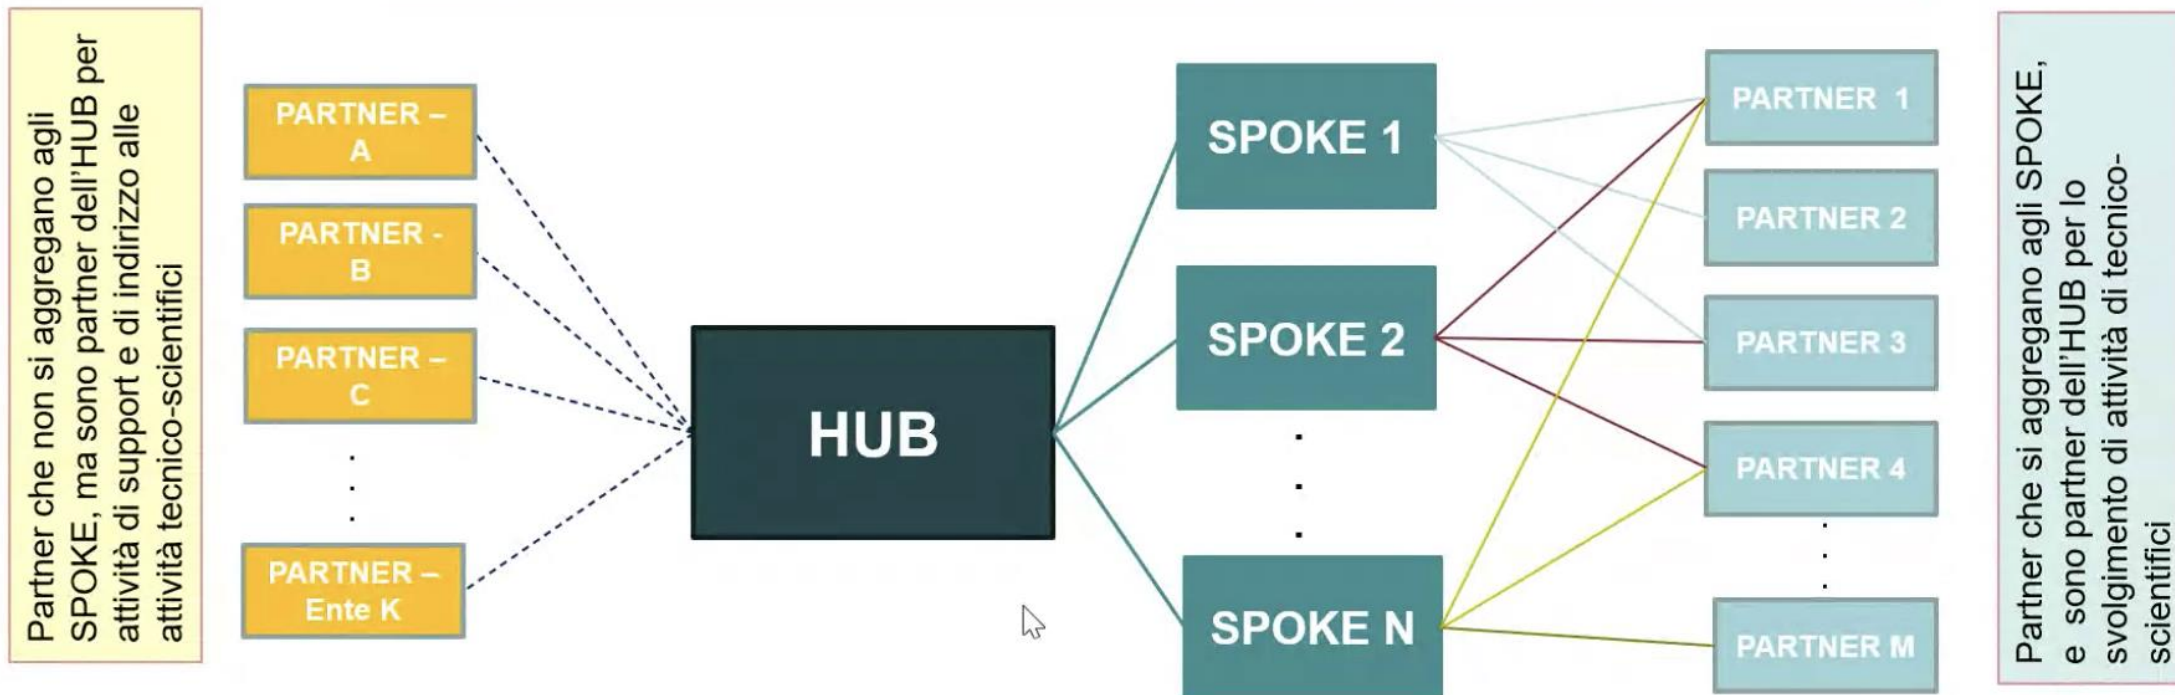 Partner che non si aggregano agli
SPOKE, ma sono partner dell'HUB per
attività di support e di indirizzo alle
attività tecnico-scientifici
PARTNER –
A
PARTNER -
B
PARTNER –
C
PARTNER –
Ente K
HUB
SPOKE 1
SPOKE 2
SPOKE N
PARTNER 1
PARTNER 2
PARTNER 3
PARTNER 4
PARTNER M
Partner che si aggregano agli SPOKE,
e sono partner dell'HUB per lo
svolgimento di attività di tecnico-
scientifici